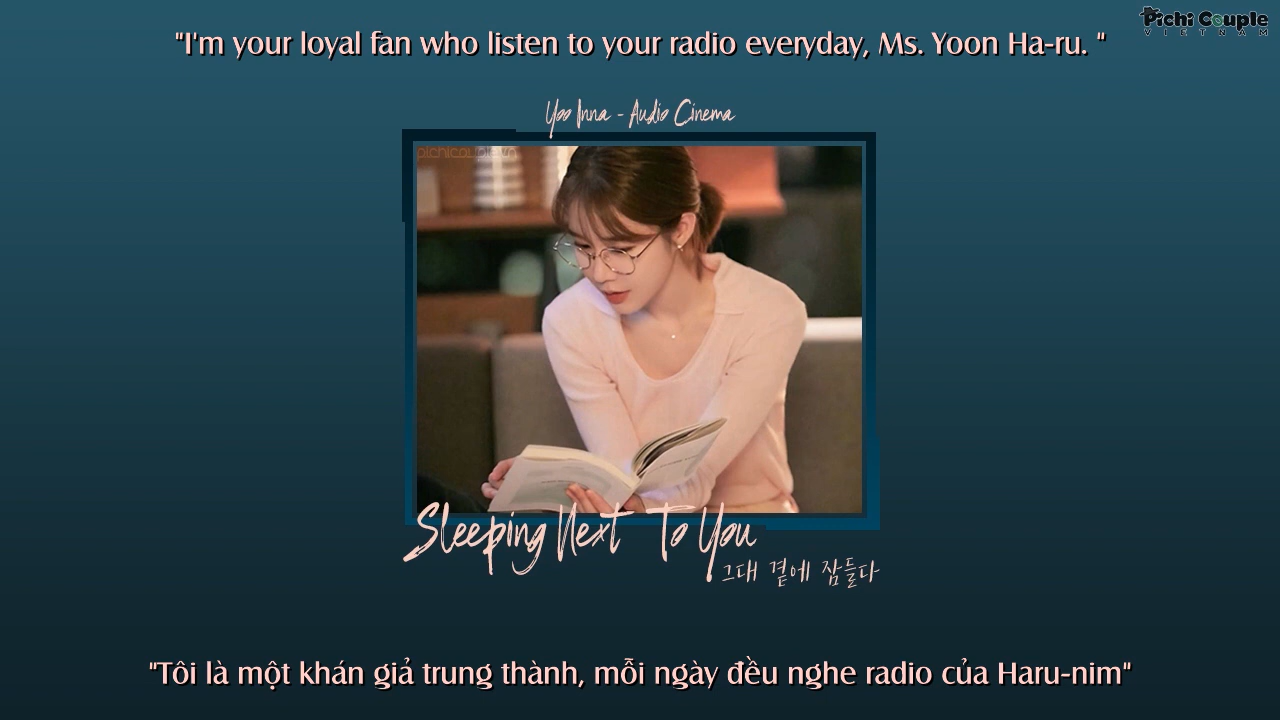 Pichi Couple
VIETNAM
"I'm your loyal fan who listen to your radio everyday, Ms. Yoon Ha-ru. "
Yoo Inna - Audio Cinema
pichicouple.vn
Sleeping Next To You
그대 곁에 잠들다
"Tôi là một khán giả trung thành, mỗi ngày đều nghe radio của Haru-nim"